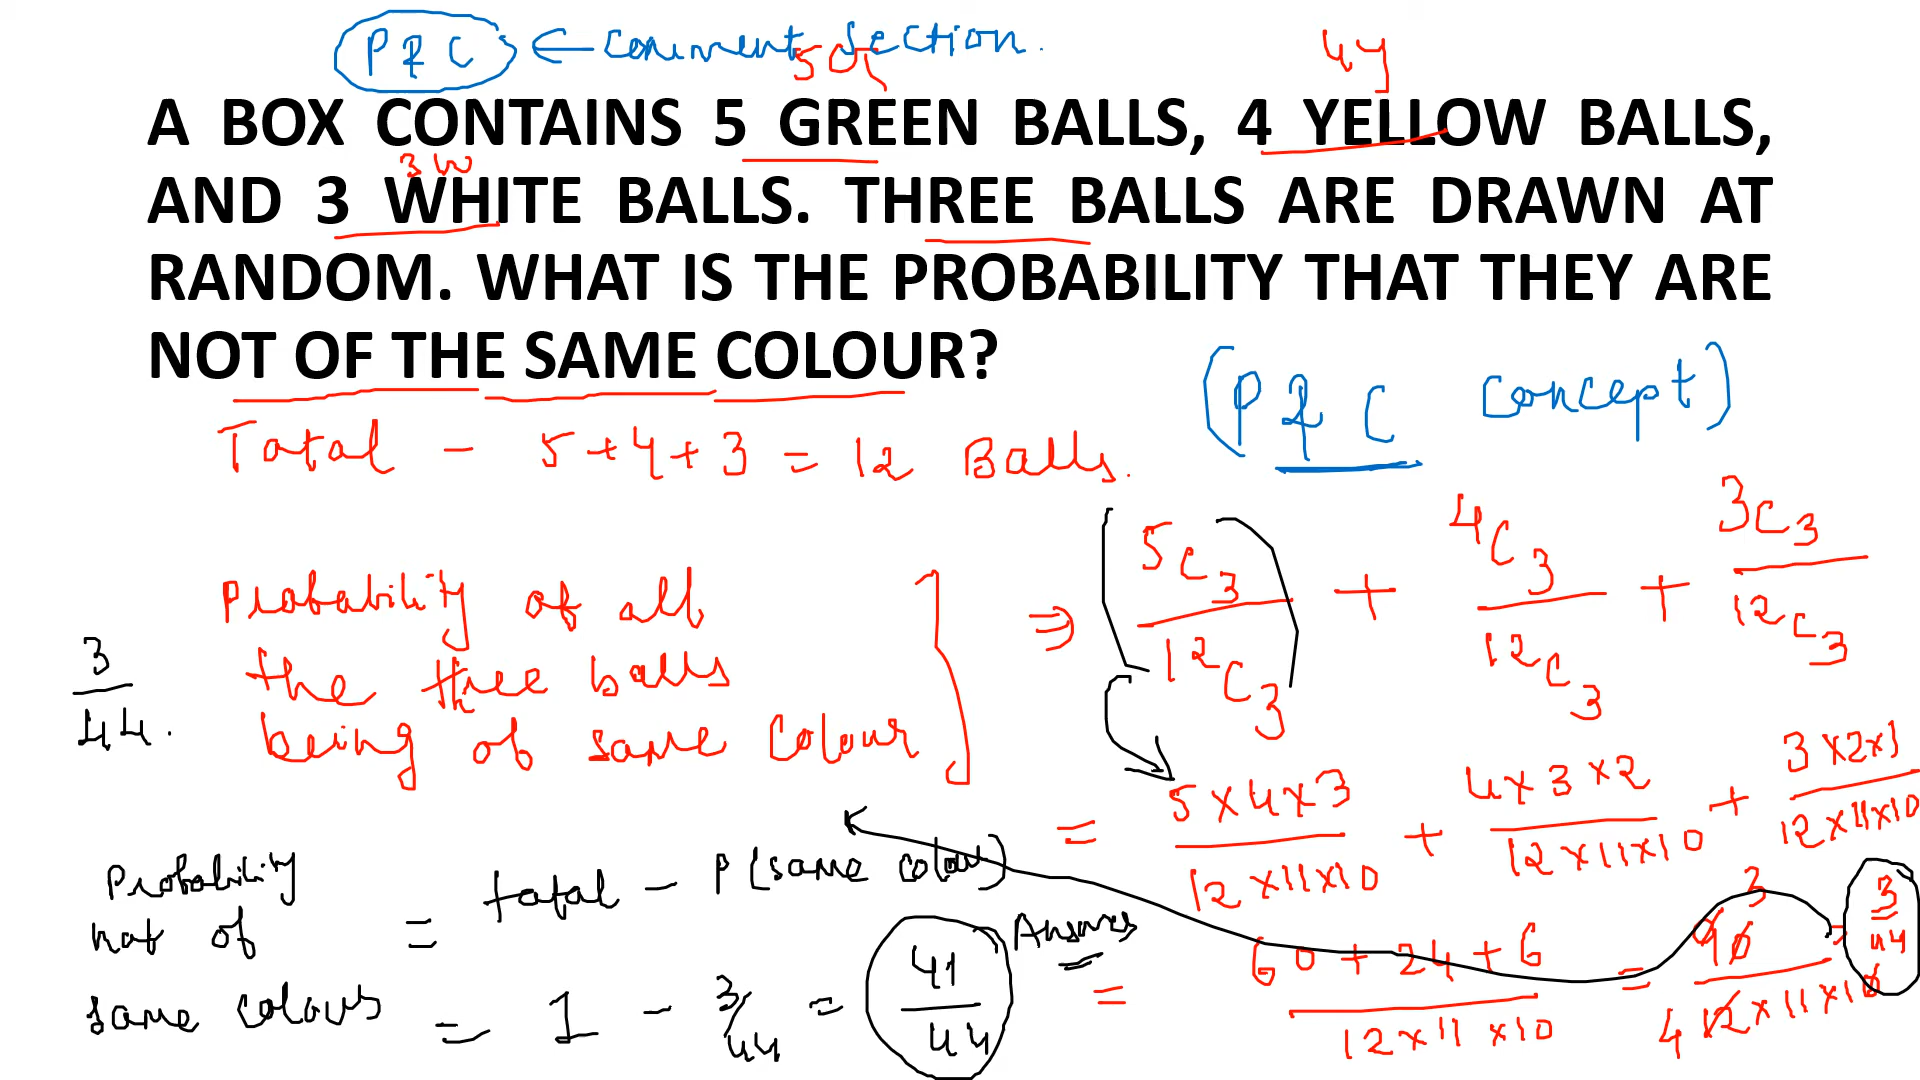 P & C ← comment section.
5G 4y
A BOX CONTAINS 5 GREEN BALLS, 4 YELLOW BALLS,
3W
AND 3 WHITE BALLS. THREE BALLS ARE DRAWN AT
RANDOM. WHAT IS THE PROBABILITY THAT THEY ARE
NOT OF THE SAME COLOUR?
(P & C concept)
Total - 5+4+3 = 12 Balls.
Probability of all
the three balls
being of same colour
⇒ (5C3/12C3) + 4C3/12C3 + 3C3/12C3
3/44.
= 5×4×3/12×11×10 + 4×3×2/12×11×10 + 3×2×1/12×11×10
= 60+24+6/12×11×10 = 90/12×11×10 = 3/44
3
4
Probability
not of
same colours
= total - P(same colour)
= 1 - 3/44 = 41/44 Answer